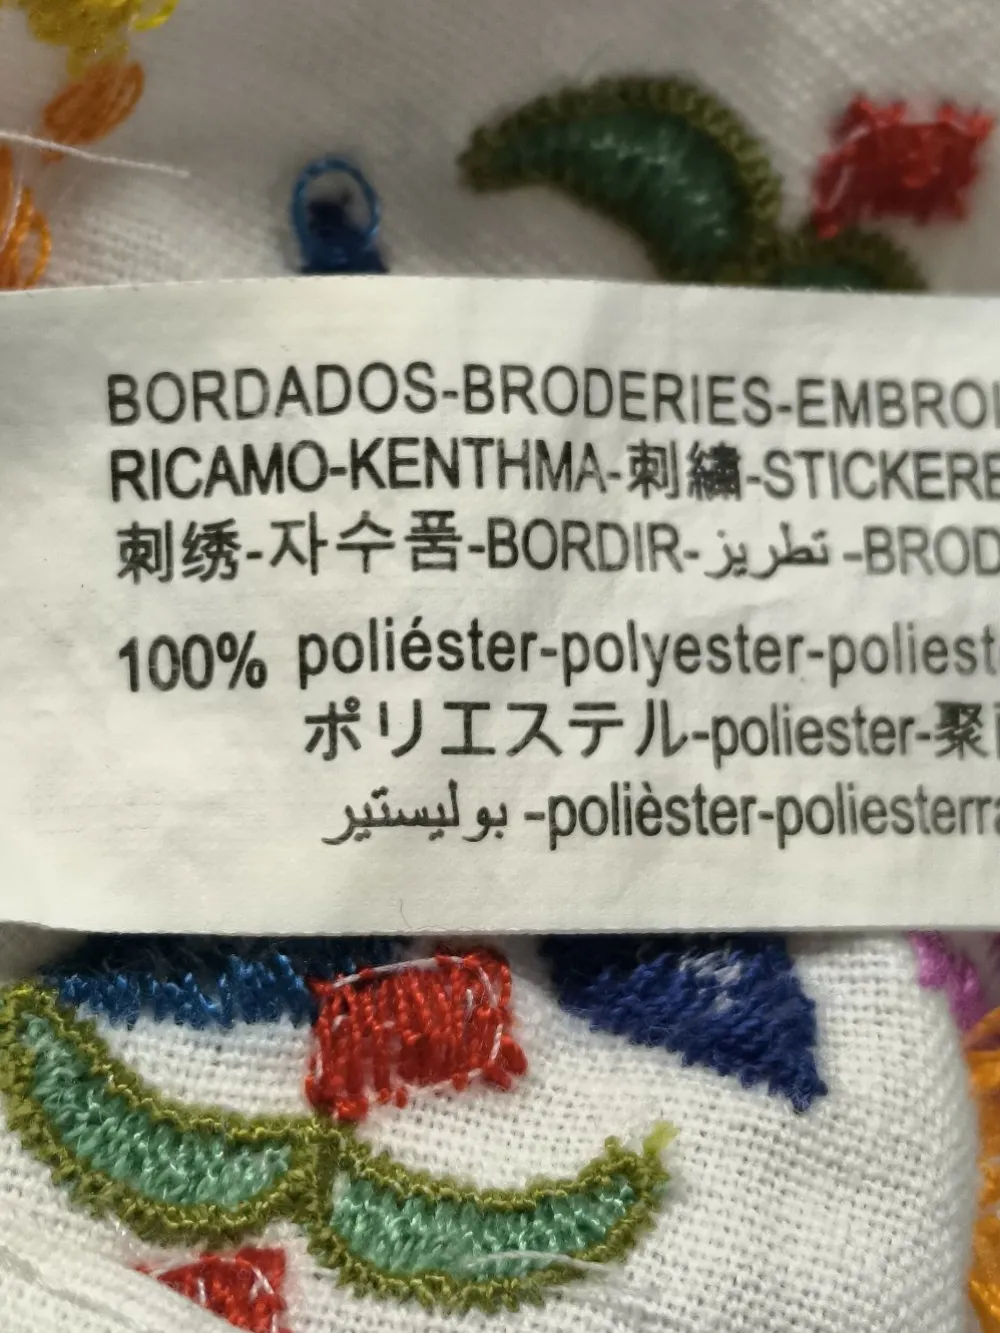 BORDADOS-BRODERIES-EMBROI
RICAMO-KENTHMA-刺繍-STICKERE
刺绣-자수품-BORDIR-تطريز-BROD
100% poliéster-polyester-poliest
ポリエステル-poliester-聚
بوليستير-polièster-poliesterra